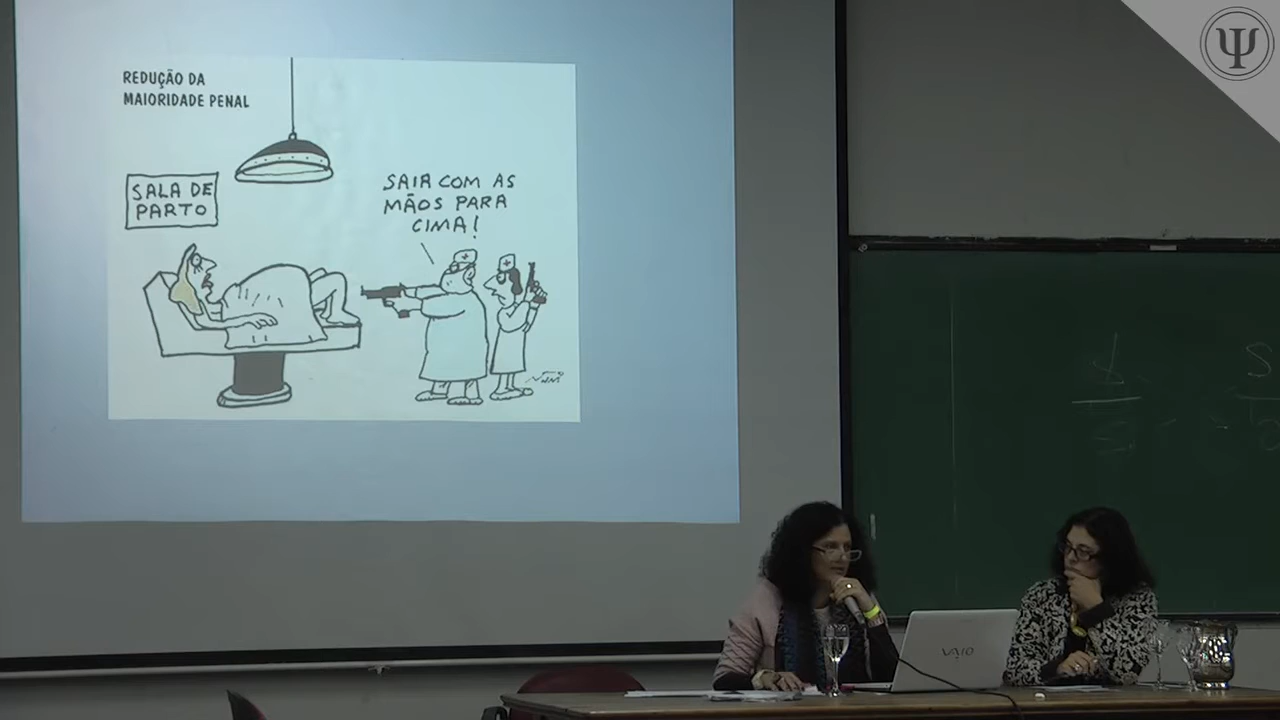 REDUÇÃO DA
MAIORIDADE PENAL
SALA DE
PARTO
SAIR COM AS
MÃOS PARA
CIMA!
VAIO
Ψ